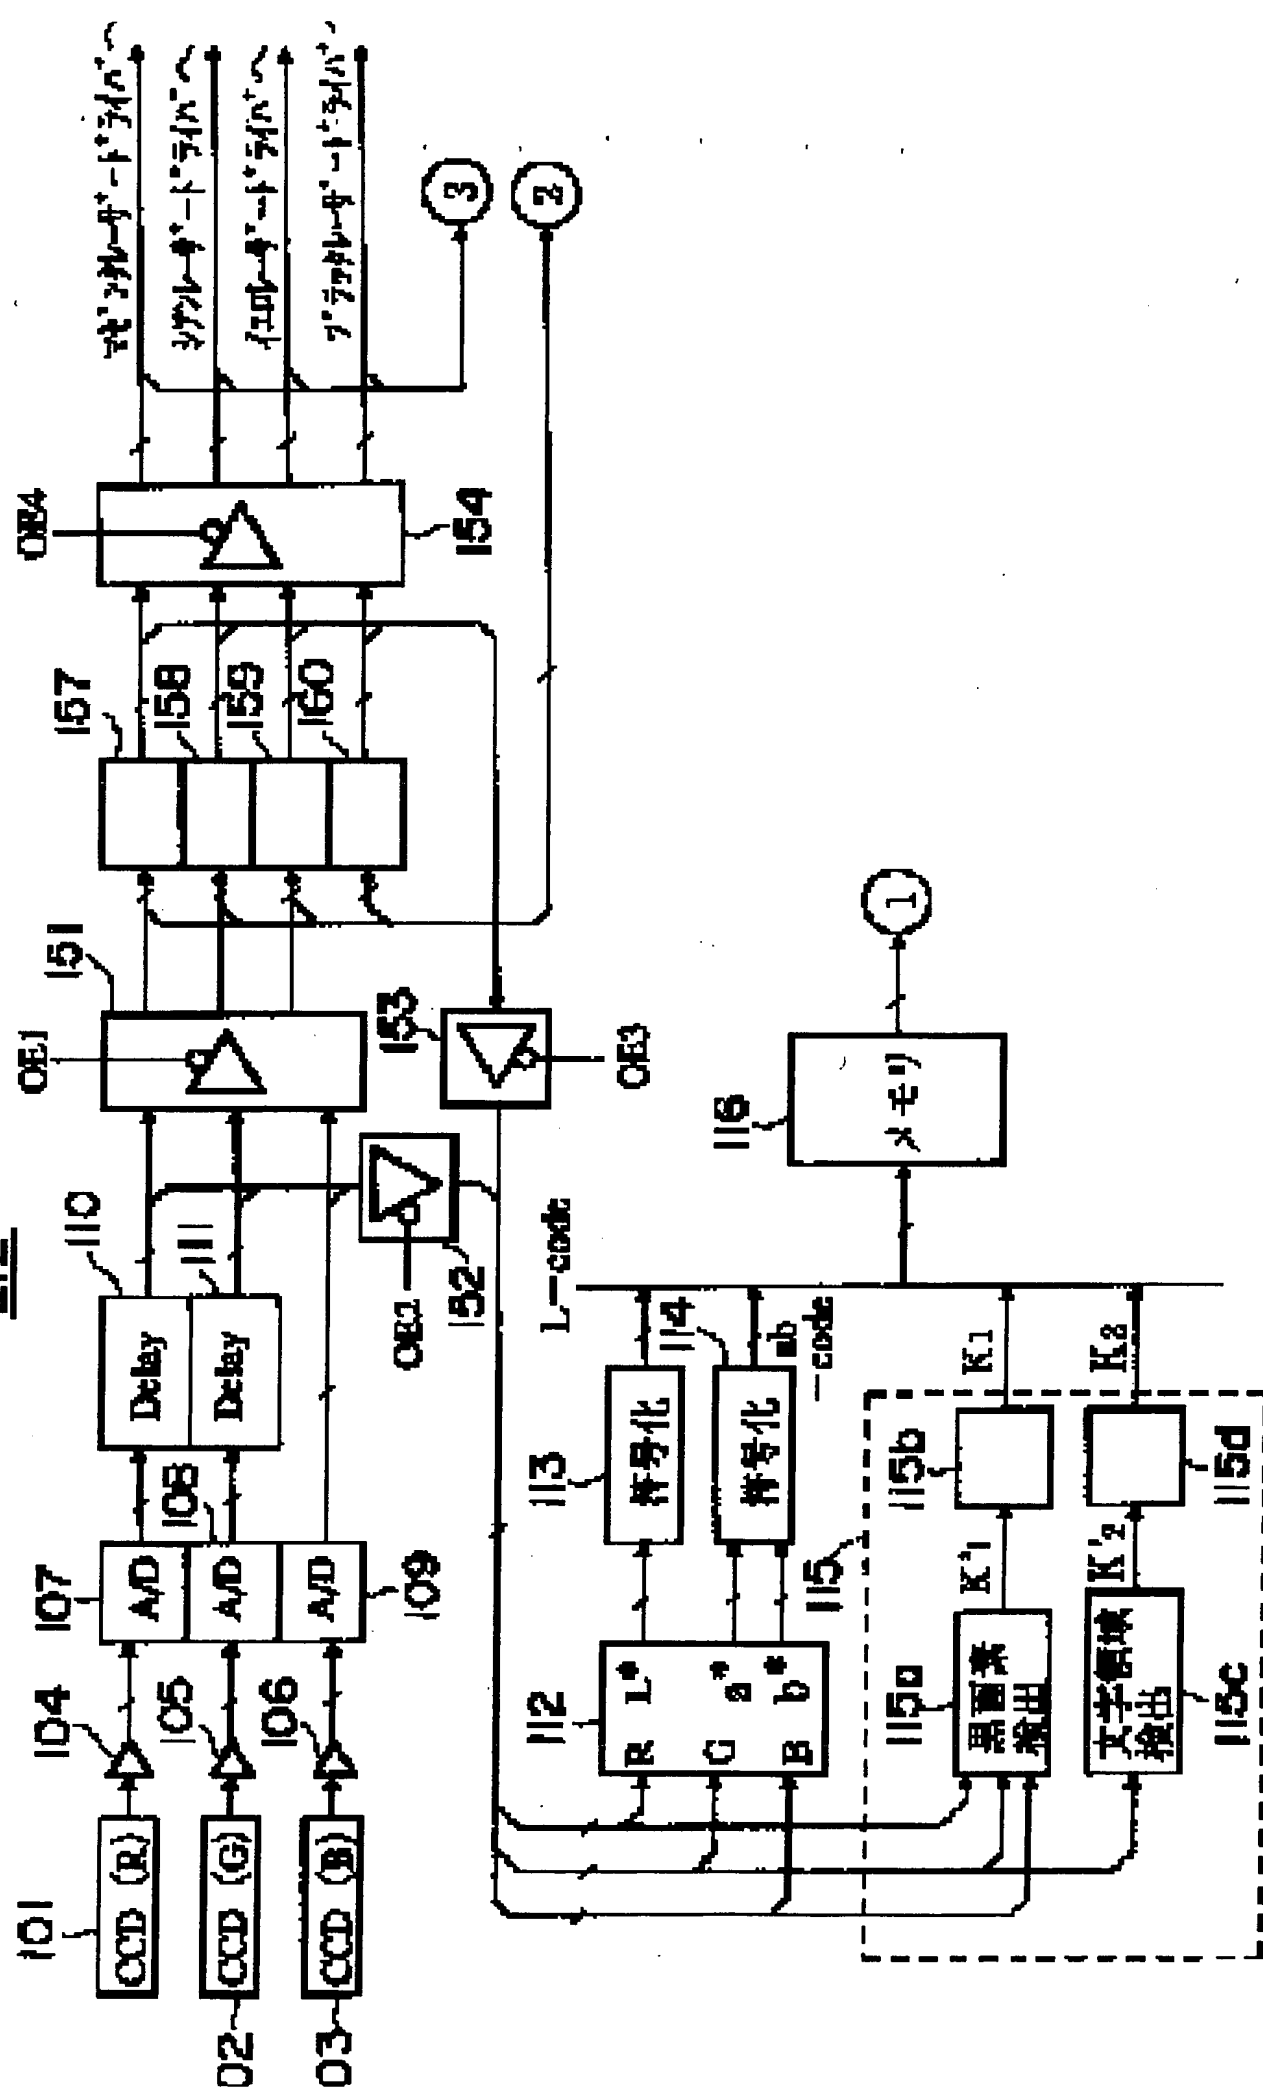 101
CCD (R)
02
CCD (G)
03
CCD (B)
104
105
106
107
A/D
108
A/D
109
A/D
110
Delay
111
Delay
OE1
151
152
153
OE3
157
158
159
160
OE4
154
マゼンタレーザードライバーへ
シアンレーザードライバーへ
イエローレーザードライバーへ
ブラックレーザードライバへ
3
2
112
R L*
G a*
B b*
113
符号化
114
符号化
L-code
ab
-code
116
メモリ
1
115
115a
黒画素
検出
K'1
115b
K1
115c
文字領域
検出
K'2
115d
K2